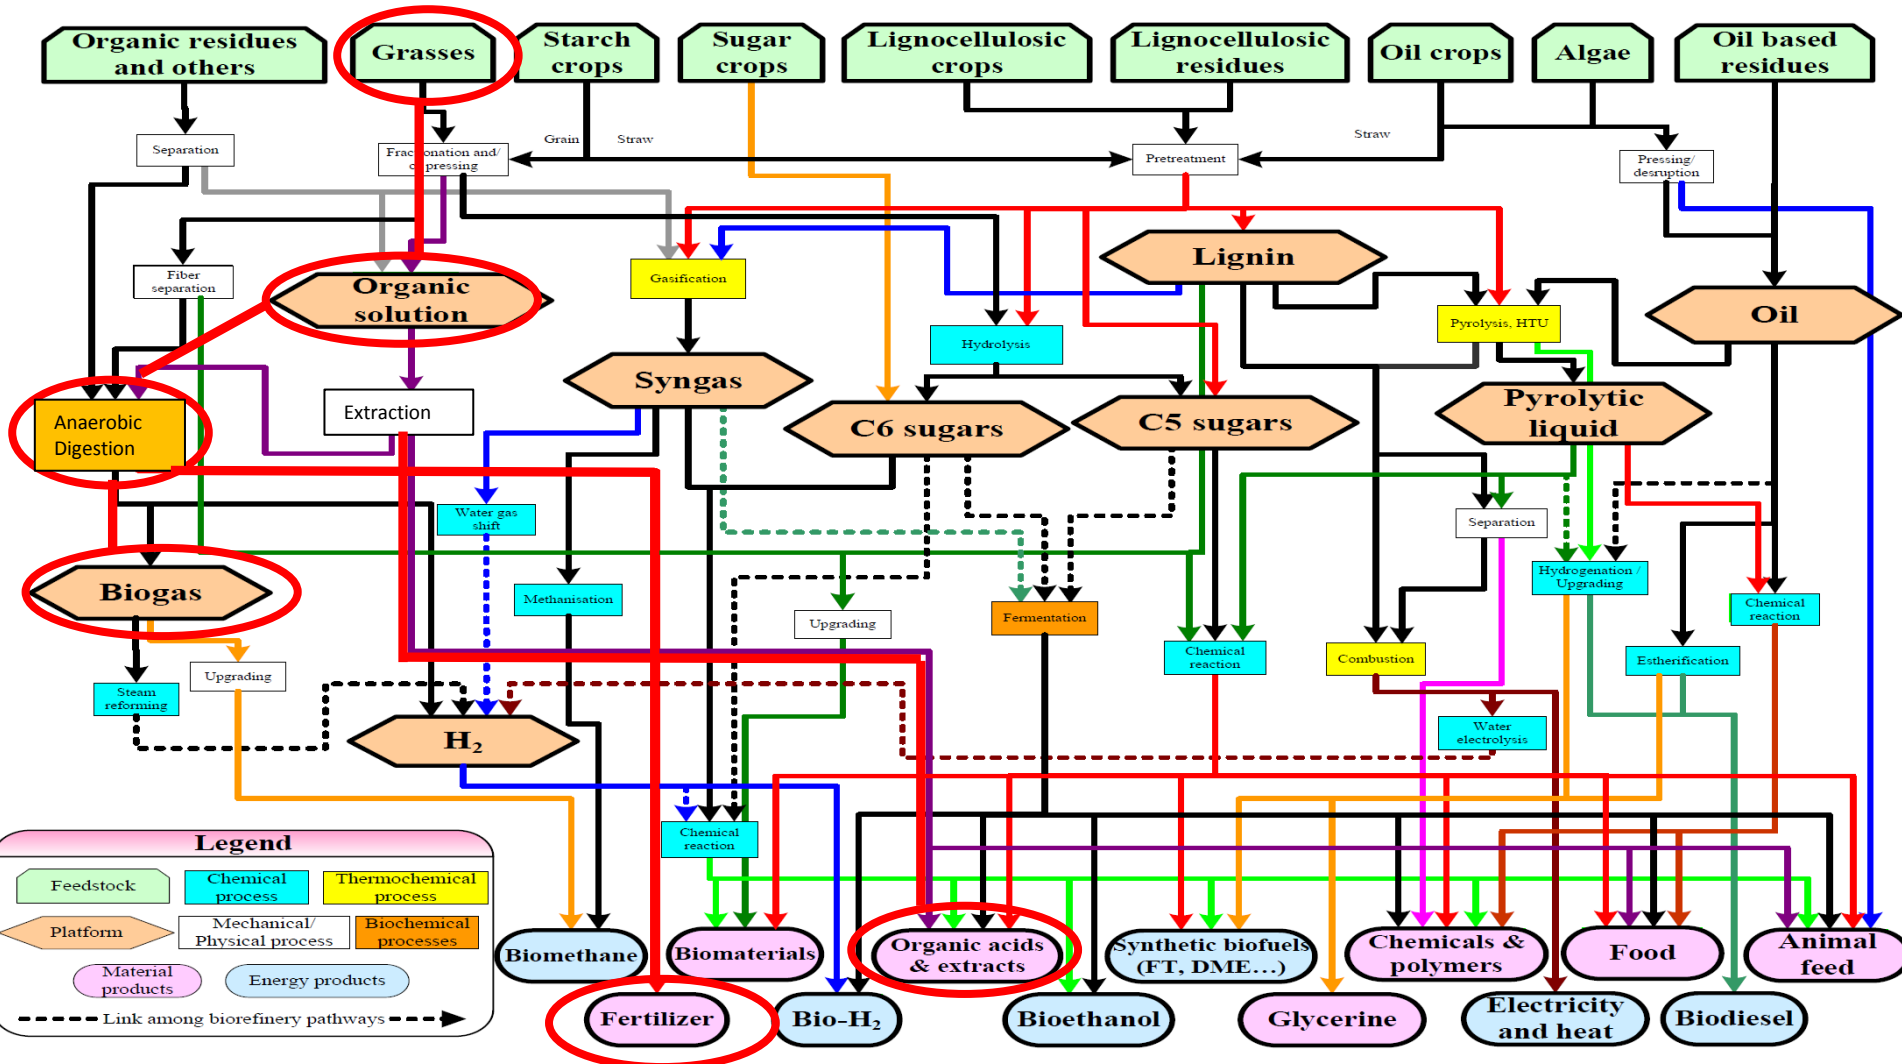 Organic residues
and others
Grasses
Starch
crops
Sugar
crops
Lignocellulosic
crops
Lignocellulosic
residues
Oil crops
Algae
Oil based
residues
Separation
Fractionation and/
or pressing
Grain
Straw
Pretreatment
Straw
Pressing/
desruption
Fiber
separation
Organic
solution
Gasification
Lignin
Pyrolysis, HTU
Oil
Hydrolysis
Syngas
Anaerobic
Digestion
Extraction
C6 sugars
C5 sugars
Pyrolytic
liquid
Water gas
shift
Separation
Biogas
Methanisation
Upgrading
Fermentation
Hydrogenation /
Upgrading
Chemical
reaction
Chemical
reaction
Combustion
Estherification
Upgrading
Steam
reforming
H₂
Water
electrolysis
Chemical
reaction
Legend
Feedstock
Chemical
process
Thermochemical
process
Platform
Mechanical/
Physical process
Biochemical
processes
Material
products
Energy products
Link among biorefinery pathways
Biomethane
Biomaterials
Organic acids
& extracts
Synthetic biofuels
(FT, DME...)
Chemicals &
polymers
Food
Animal
feed
Fertilizer
Bio-H₂
Bioethanol
Glycerine
Electricity
and heat
Biodiesel